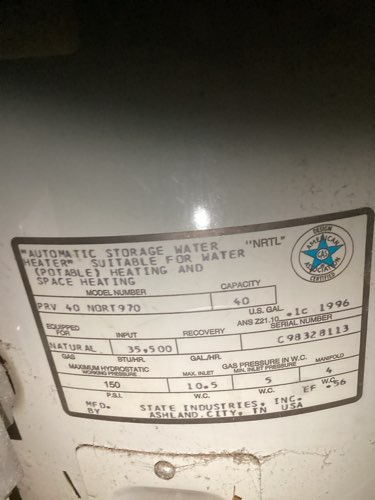 "AUTOMATIC STORAGE WATER "NRTL"
HEATER" SUITABLE FOR WATER
(POTABLE) HEATING AND
SPACE HEATING
DESIGN
AMERICAN
ASSOCIATION
CERTIFIED
MODEL NUMBER CAPACITY
PRV 40 NORT970 40
U.S. GAL.
ANS Z21.10.1C 1996
EQUIPPED FOR INPUT RECOVERY SERIAL NUMBER
NATURAL 35,500 C98328113
GAS BTU/HR. GAL./HR. GAS PRESSURE IN W.C.
MAXIMUM HYDROSTATIC WORKING PRESSURE MAX. INLET MIN. INLET PRESSURE MANIFOLD
150 10.5 5 4
P.S.I. W.C. W.C. W.C.
EF .56
MFD. BY STATE INDUSTRIES, INC.
ASHLAND CITY, TN USA